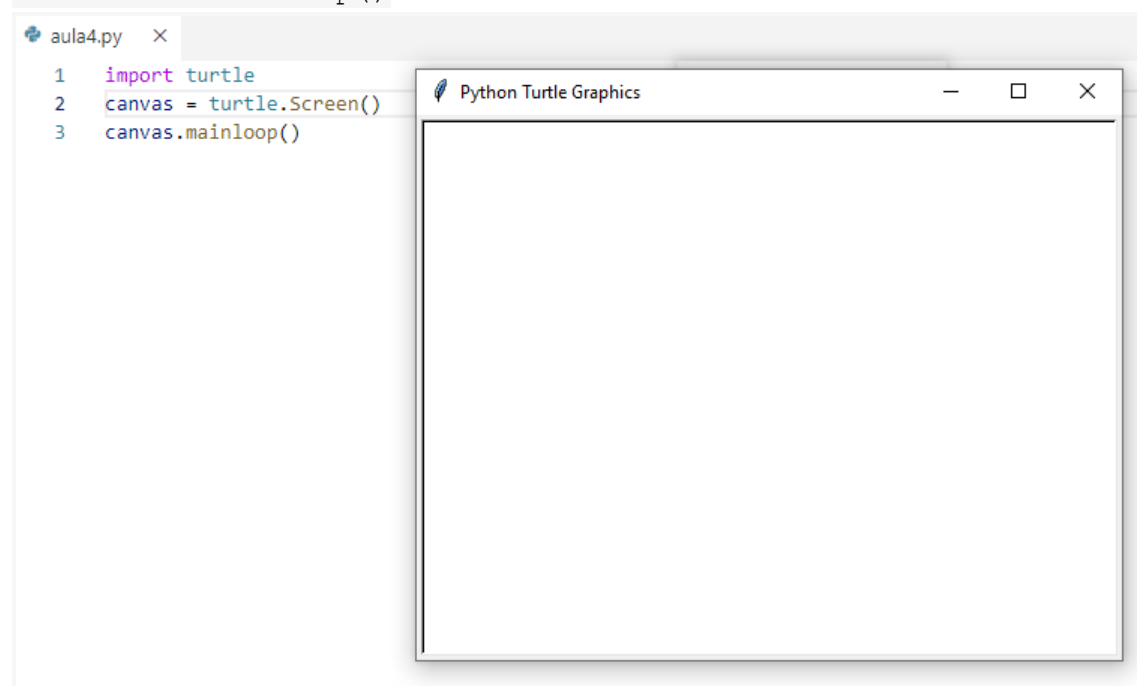 aula4.py
1 import turtle
2 canvas = turtle.Screen()
3 canvas.mainloop()
Python Turtle Graphics